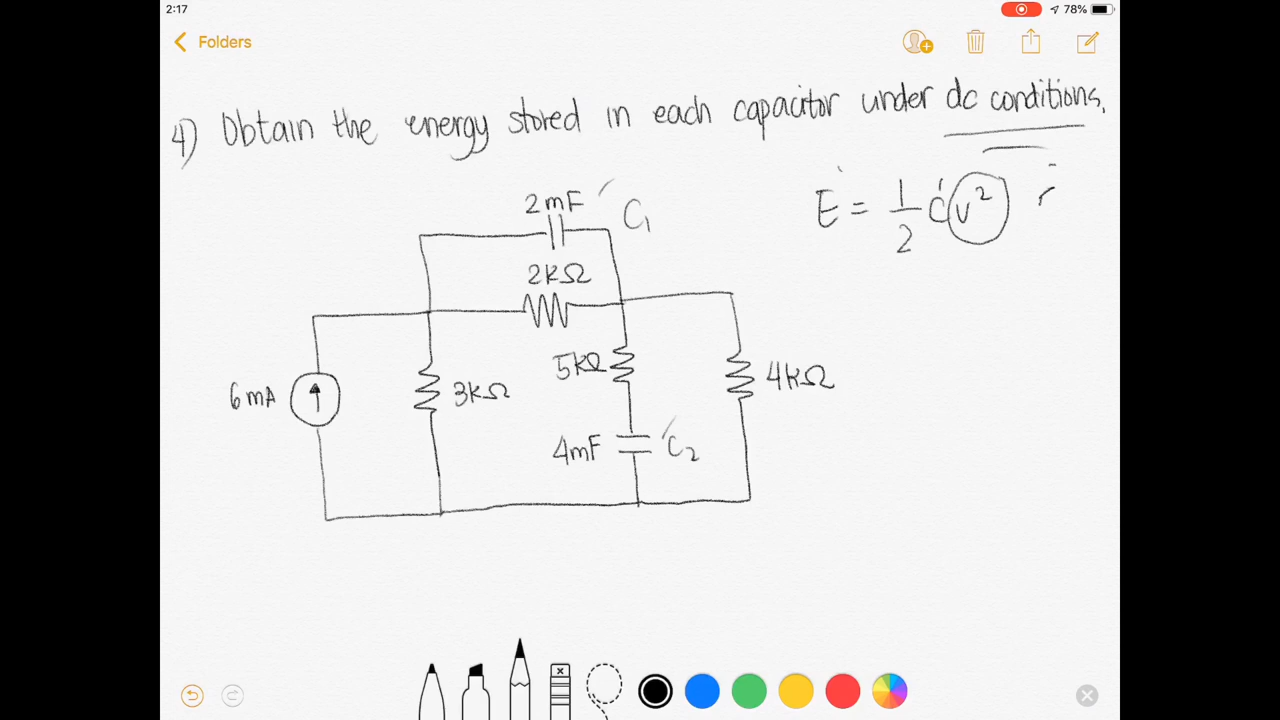 2:17
78%
Folders
4) Obtain the energy stored in each capacitor under dc conditions.
E = 1/2 C v²
2mF
C₁
2kΩ
5kΩ
6mA
3kΩ
4kΩ
4mF
C₂